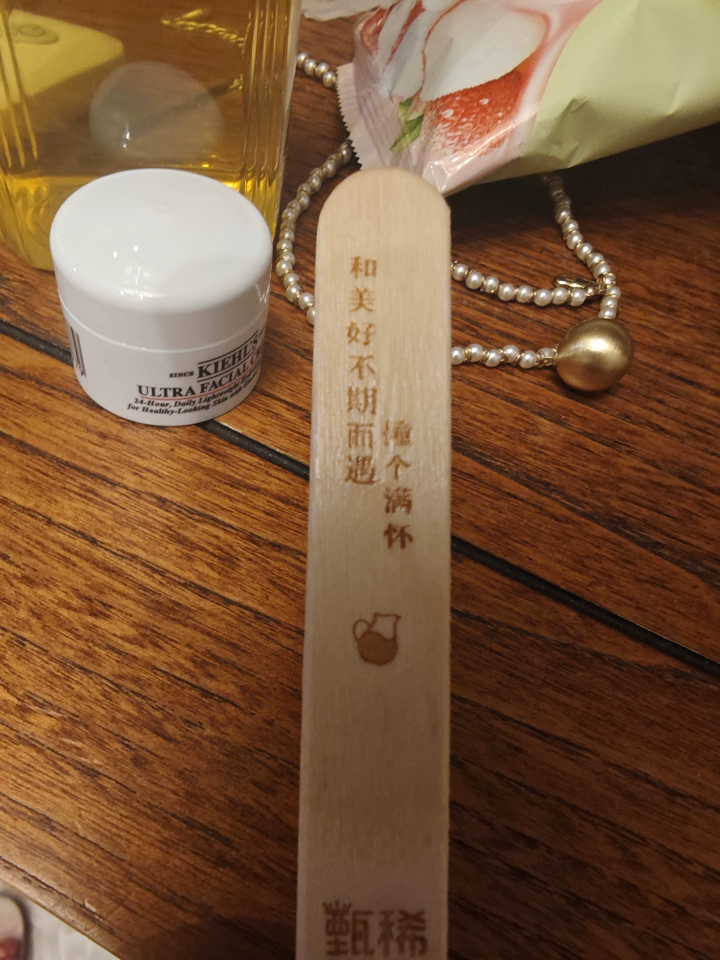 和美好不期而遇
撞个满怀
甄稀
SINCE KIEHL'S
ULTRA FACIAL
24-Hour, Daily Lightweight
for Healthy-Looking Skin with